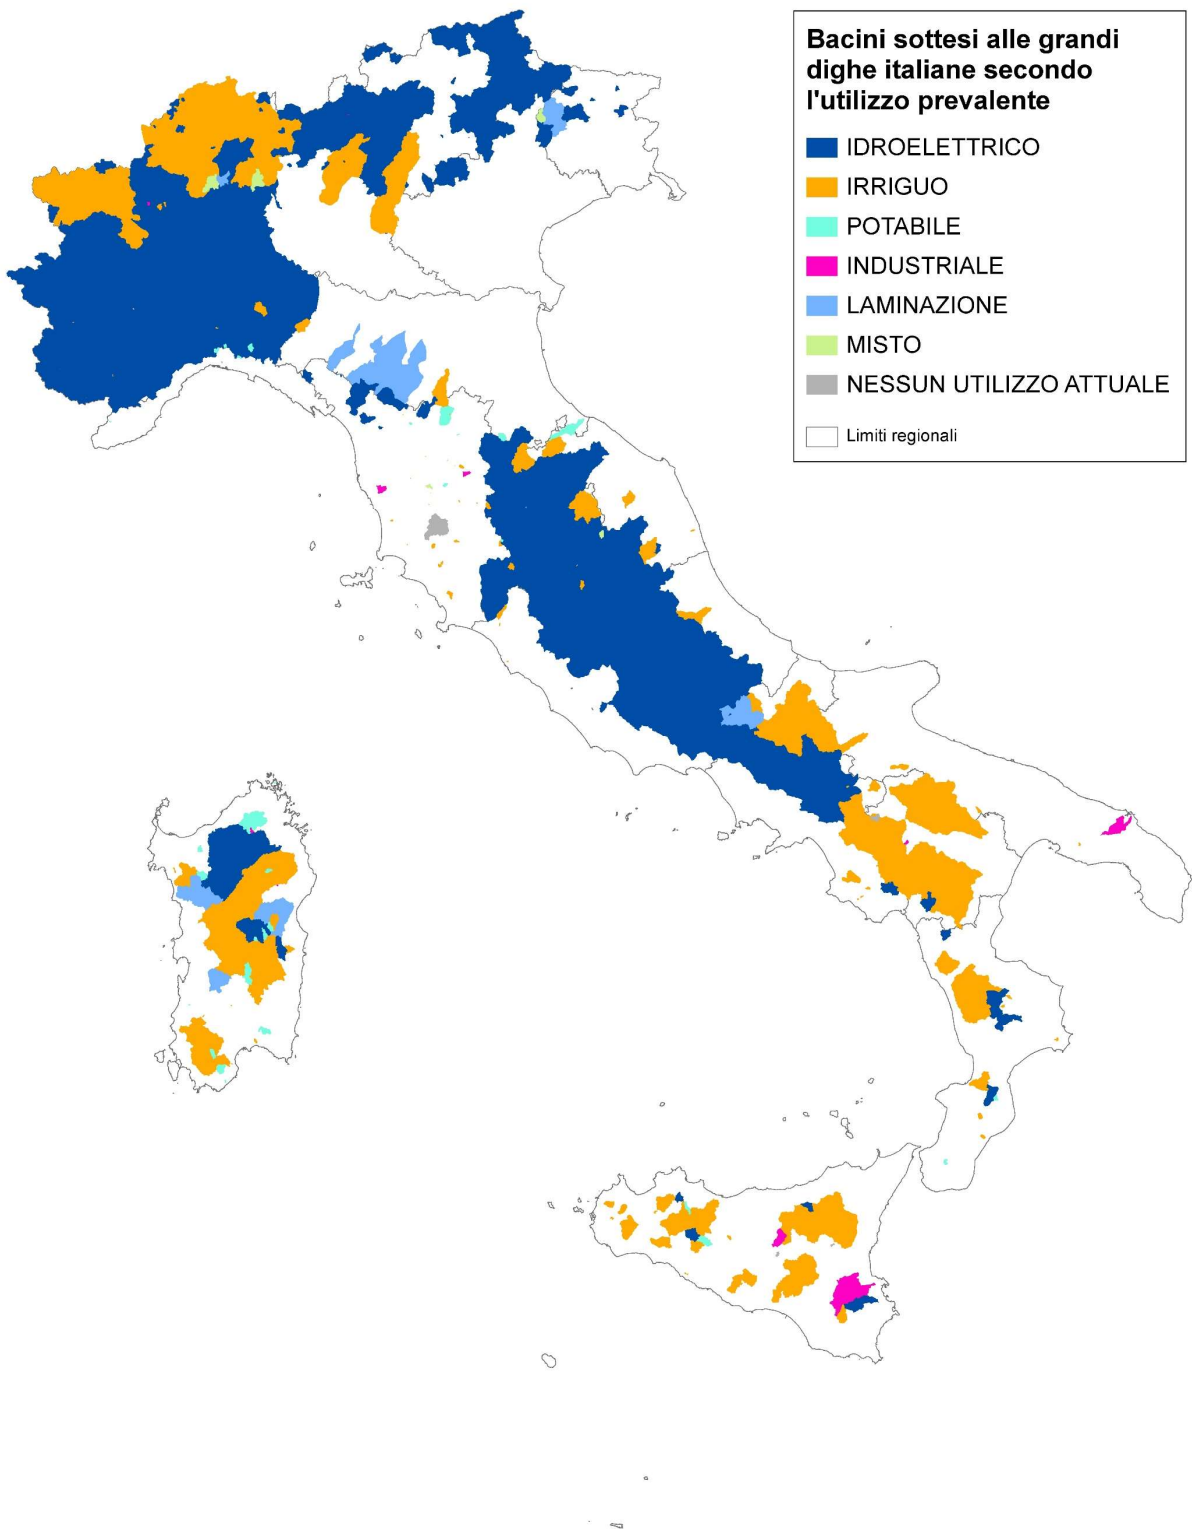 Bacini sottesi alle grandi
dighe italiane secondo
l'utilizzo prevalente
IDROELETTRICO
IRRIGUO
POTABILE
INDUSTRIALE
LAMINAZIONE
MISTO
NESSUN UTILIZZO ATTUALE
Limiti regionali